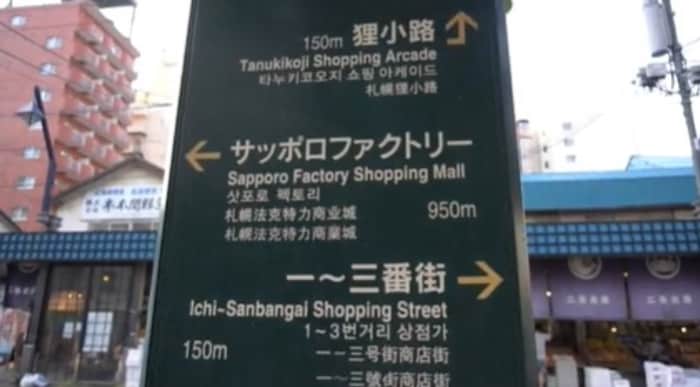 150m 狸小路
Tanukikoji Shopping Arcade
타누키코오지 쇼핑 아케이드
札幌狸小路
サッポロファクトリー
Sapporo Factory Shopping Mall
삿포로 펙토리
札幌法克特力商业城 950m
札幌法克特力商業城
一～三番街
Ichi~Sanbangai Shopping Street
1～3번거리 상점가
150m 一～三号街商店街
一～三號街商店街